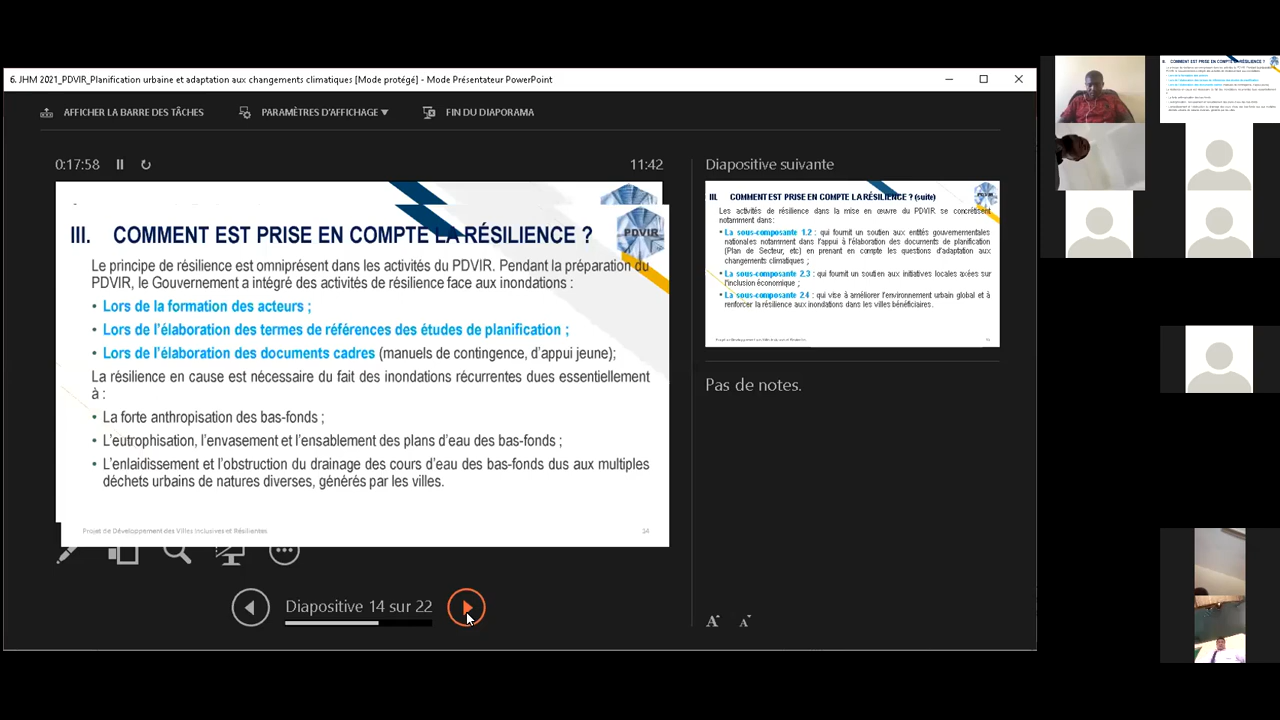 6. JHM 2021_PDVIR_Planification urbaine et adaptation aux changements climatiques [Mode protégé] - Mode Pro
AFFICHER LA BARRE DES TÂCHES
FIN
0:17:58
11:42
III. COMMENT EST PRISE EN COMPTE LA RÉSILIENCE ?
PDVIR
Le principe de résilience est omniprésent dans les activités du PDVIR. Pendant la préparation du
PDVIR, le Gouvernement a intégré des activités de résilience face aux inondations :
• Lors de la formation des acteurs ;
• Lors de l'élaboration des termes de références des études de planification ;
• Lors de l'élaboration des documents cadres (manuels de contingence, d'appui jeune);
La résilience en cause est nécessaire du fait des inondations récurrentes dues essentiellement
à :
• La forte anthropisation des bas-fonds ;
• L'eutrophisation, l'envasement et l'ensablement des plans d'eau des bas-fonds ;
• L'enlaidissement et l'obstruction du drainage des cours d'eau des bas-fonds dus aux multiples
déchets urbains de natures diverses, générés par les villes.
Projet de Développement des Villes Inclusives et Résilientes
Diapositive 14 sur 22
Diapositive suivante
III. COMMENT EST PRISE EN COMPTE LA RÉSILIENCE ? (suite)
Les activités de résilience dans la mise en œuvre du PDVIR se concrétisent
notamment dans:
• La sous-composante 1.2 : qui fournit un soutien aux entités gouvernementales
nationales notamment dans l'appui à l'élaboration des documents de planification
(Plan de Secteur, etc) en prenant en compte les questions d'adaptation aux
changements climatiques ;
• La sous-composante 2.3 : qui fournit un soutien aux initiatives locales axées sur
l'inclusion économique ;
• La sous-composante 2.4 : qui vise à améliorer l'environnement urbain global et à
renforcer la résilience aux inondations dans les villes bénéficiaires.
Pas de notes.
A A